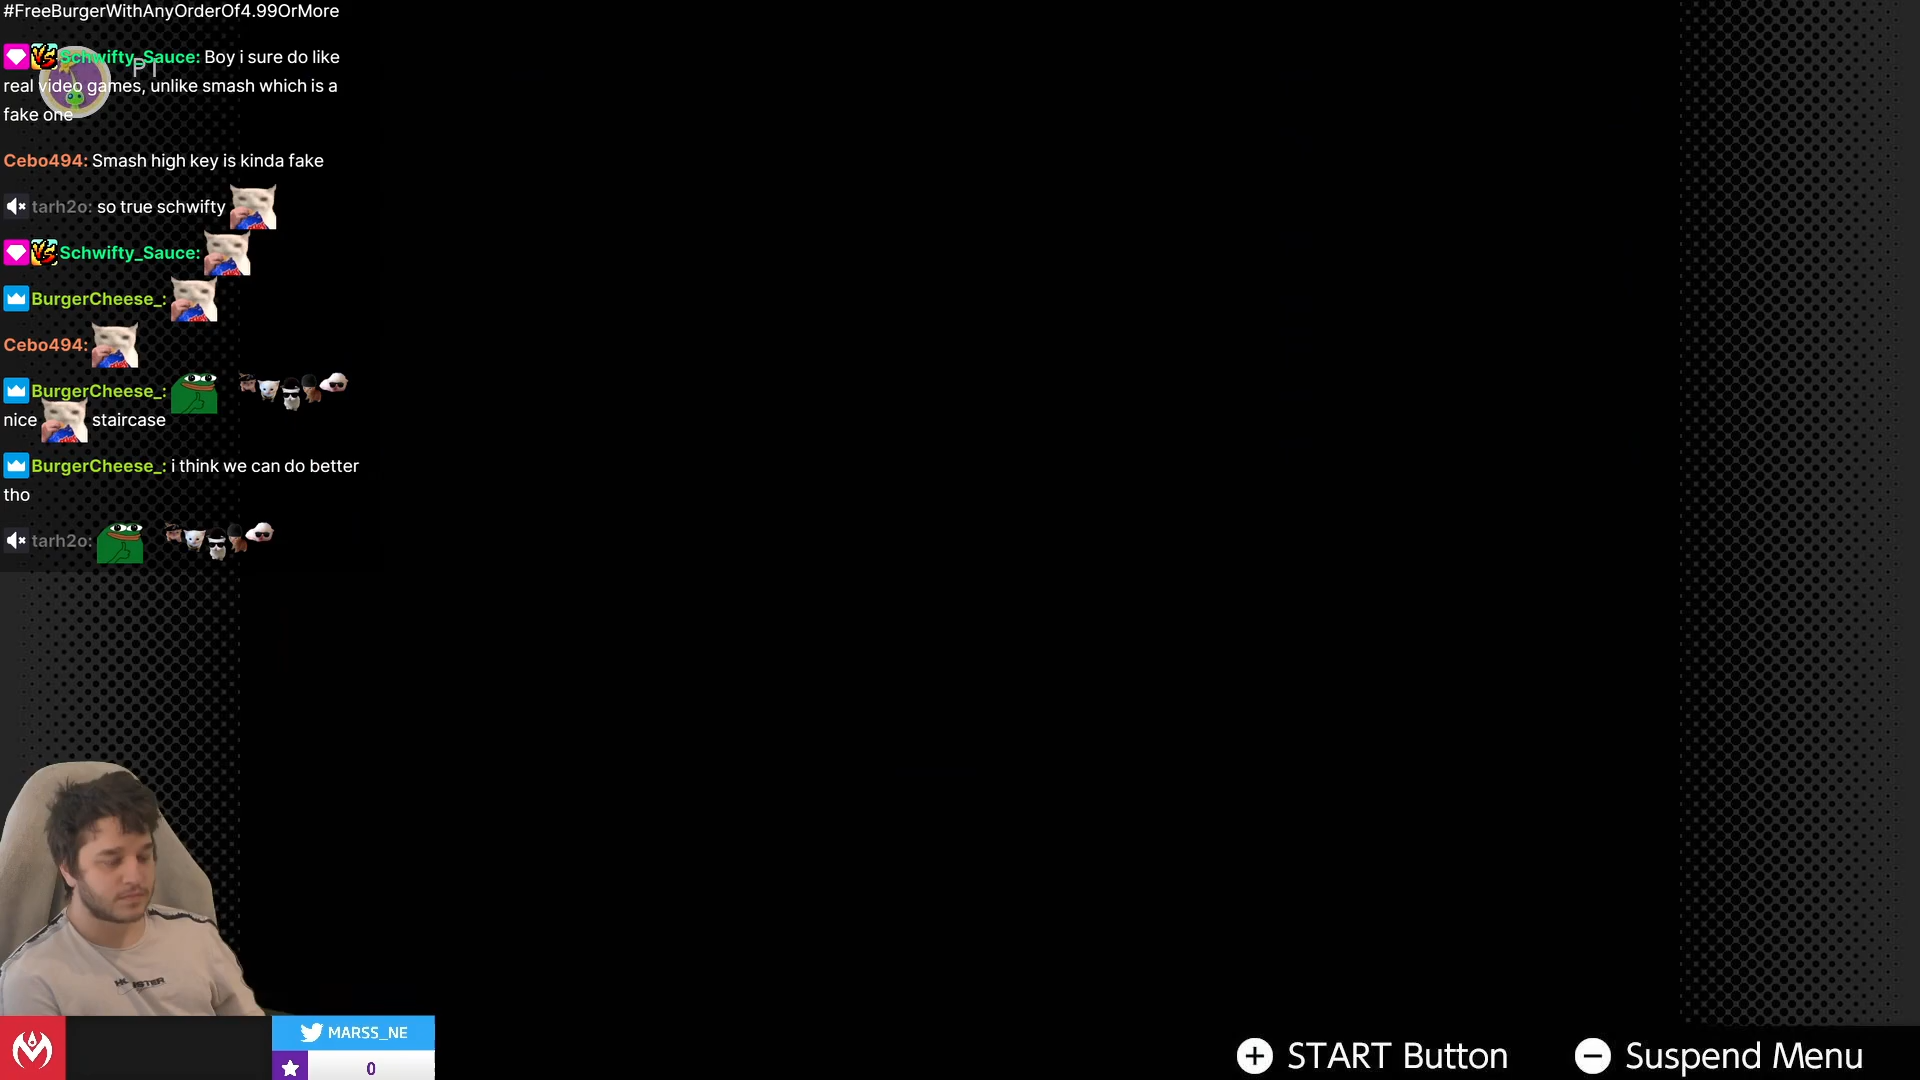 #FreeBurgerWithAnyOrderOf4.99OrMore
Schwifty_Sauce: Boy i sure do like
P1
real video games, unlike smash which is a
fake one
Cebo494: Smash high key is kinda fake
tarh2o: so true schwifty
Schwifty_Sauce:
BurgerCheese_:
Cebo494:
BurgerCheese_:
nice staircase
BurgerCheese_: i think we can do better
tho
tarh2o:
MARSS_NE
0
START Button
Suspend Menu